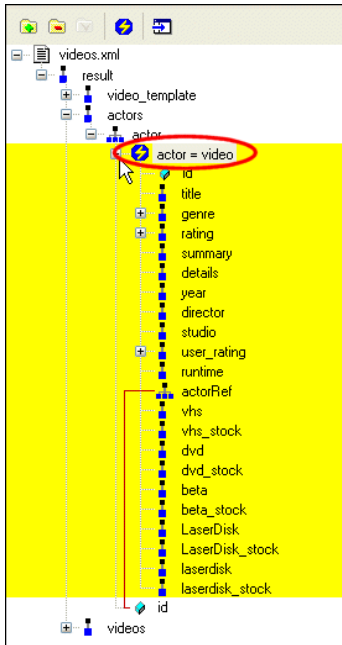 videos.xml
result
video_template
actors
actor
actor = video
id
title
genre
rating
summary
details
year
director
studio
user_rating
runtime
actorRef
vhs
vhs_stock
dvd
dvd_stock
beta
beta_stock
LaserDisk
LaserDisk_stock
laserdisk
laserdisk_stock
id
videos